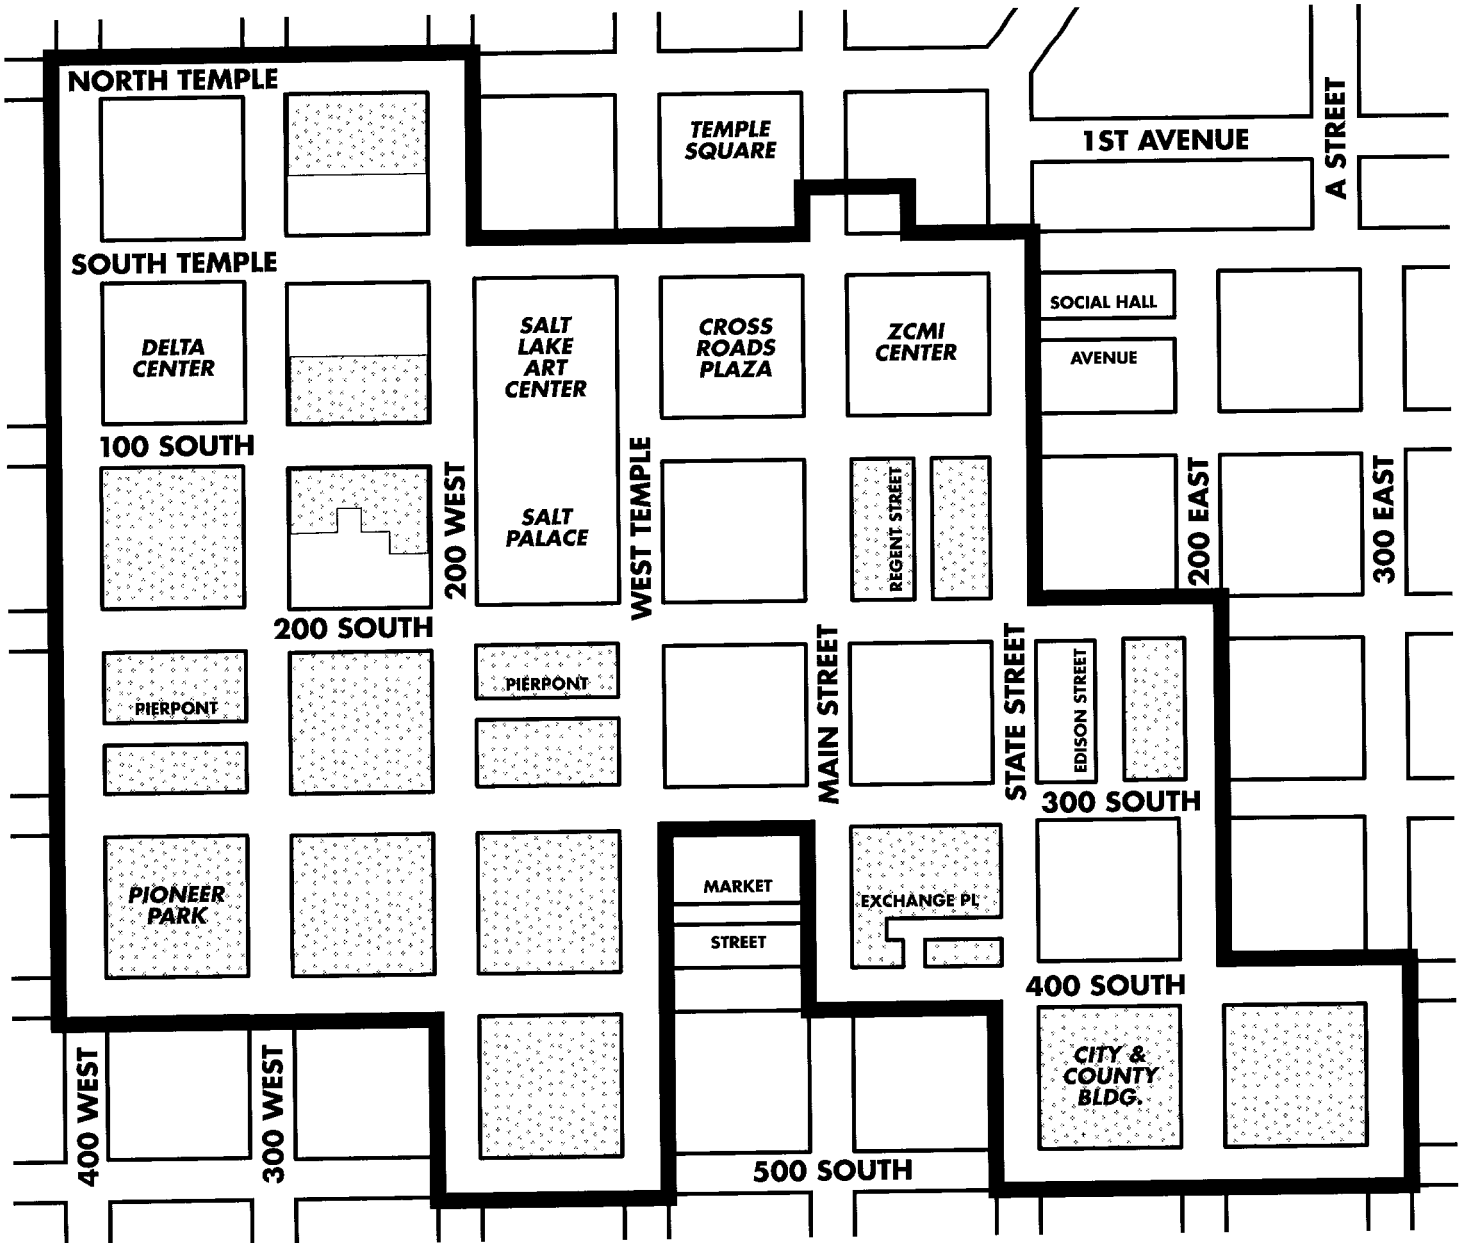 NORTH TEMPLE
TEMPLE
SQUARE
1ST AVENUE
A STREET
SOUTH TEMPLE
DELTA
CENTER
SALT
LAKE
ART
CENTER
CROSS
ROADS
PLAZA
ZCMI
CENTER
SOCIAL HALL
AVENUE
100 SOUTH
200 WEST
SALT
PALACE
WEST TEMPLE
REGENT STREET
200 EAST
300 EAST
200 SOUTH
PIERPONT
PIERPONT
MAIN STREET
STATE STREET
EDISON STREET
300 SOUTH
PIONEER
PARK
MARKET
STREET
EXCHANGE PL
400 SOUTH
400 WEST
300 WEST
CITY &
COUNTY
BLDG.
500 SOUTH